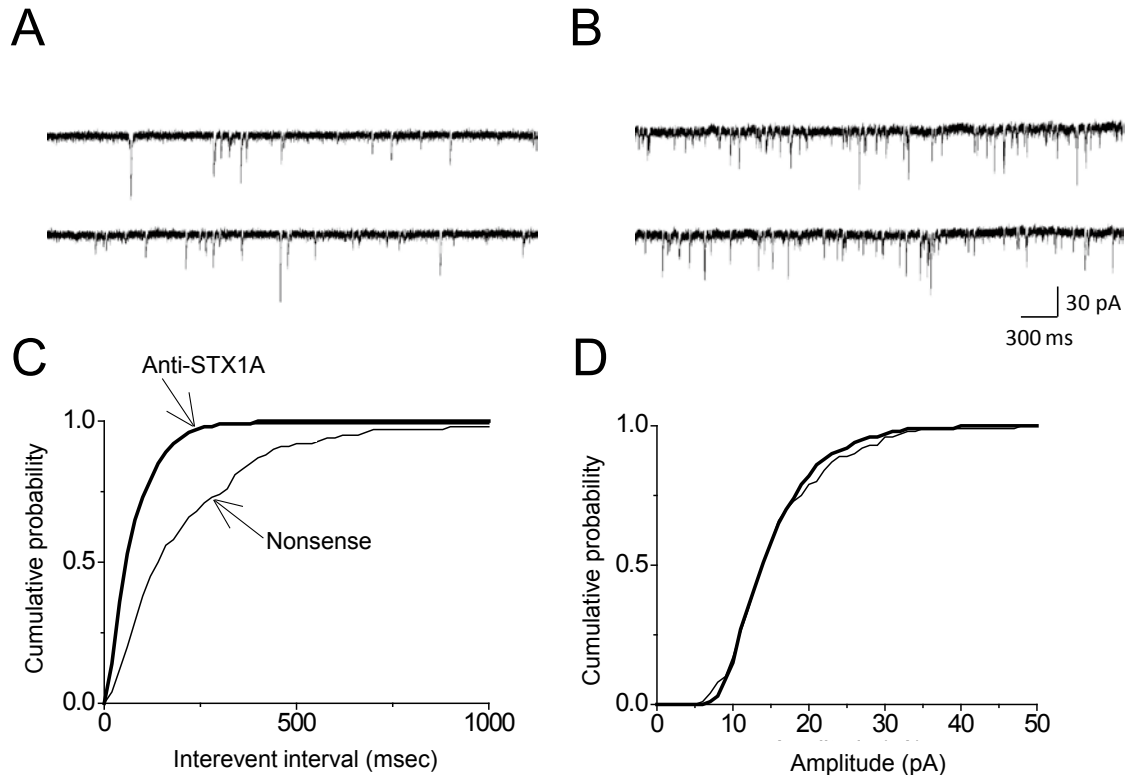 A
B
30 pA
300 ms
C
Anti-STX1A
1.0
0.5
0.0
Cumulative probability
Nonsense
0
500
1000
Interevent interval (msec)
D
1.0
0.5
0.0
Cumulative probability
0
10
20
30
40
50
Amplitude (pA)